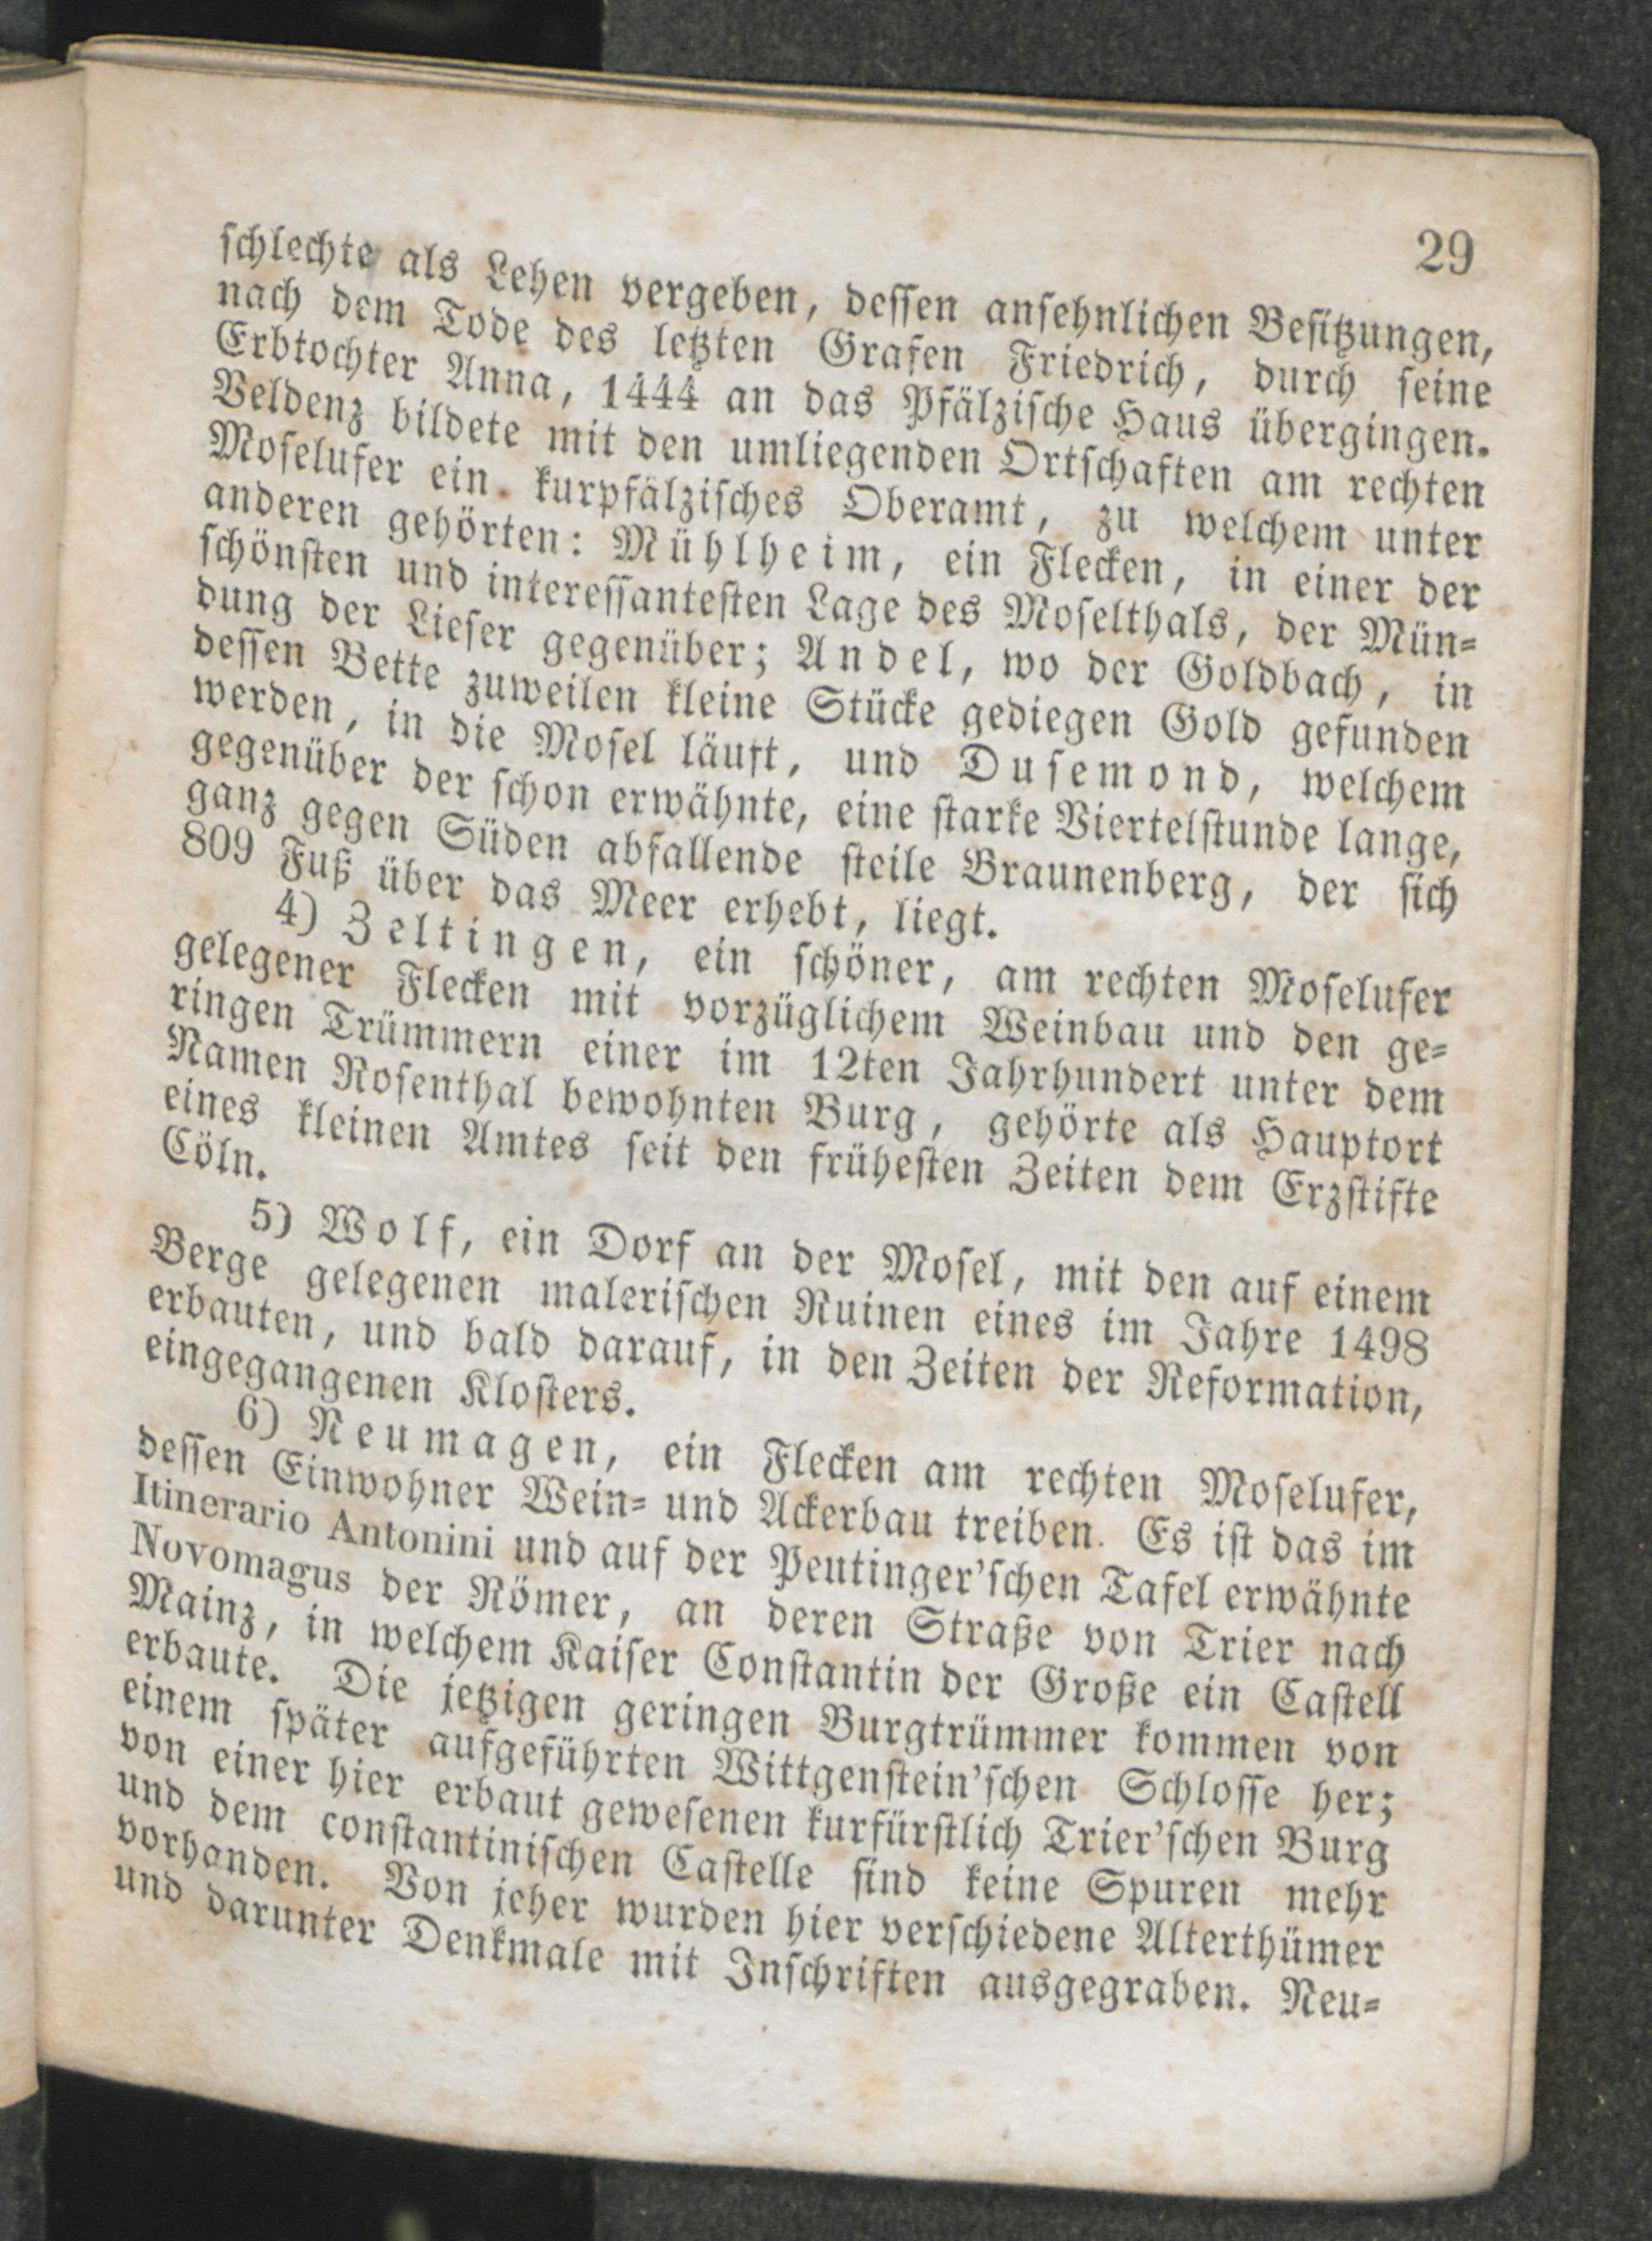 29
schlechte als Lehen vergeben, dessen ansehnlichen Besitzungen,
nach dem Tode des letzten Grafen Friedrich, durch seine
Erbtochter Anna, 1444 an das Pfälzische Haus übergingen.
Veldenz bildete mit den umliegenden Ortschaften am rechten
Moselufer ein kurpfälzisches Oberamt, zu welchem unter
anderen gehörten: Mühlheim, ein Flecken, in einer der
schönsten und interessantesten Lage des Moselthals, der Mün=
dung der Lieser gegenüber; Andel, wo der Goldbach, in
dessen Bette zuweilen kleine Stücke gediegen Gold gefunden
werden, in die Mosel läuft, und Dusemond, welchem
gegenüber der schon erwähnte, eine starke Viertelstunde lange,
ganz gegen Süden abfallende steile Braunenberg, der sich
809 Fuß über das Meer erhebt, liegt.
4) Zeltingen, ein schöner, am rechten Moselufer
gelegener Flecken mit vorzüglichem Weinbau und den ge=
ringen Trümmern einer im 12ten Jahrhundert unter dem
Namen Rosenthal bewohnten Burg, gehörte als Hauptort
eines kleinen Amtes seit den frühesten Zeiten dem Erzstifte
Cöln.
5) Wolf, ein Dorf an der Mosel, mit den auf einem
Berge gelegenen malerischen Ruinen eines im Jahre 1498
erbauten, und bald darauf, in den Zeiten der Reformation,
eingegangenen Klosters.
6) Neumagen, ein Flecken am rechten Moselufer,
dessen Einwohner Wein= und Ackerbau treiben. Es ist das im
Itinerario Antonini und auf der Peutinger'schen Tafel erwähnte
Novomagus der Römer, an deren Straße von Trier nach
Mainz, in welchem Kaiser Constantin der Große ein Castell
erbaute. Die jetzigen geringen Burgtrümmer kommen von
einem später aufgeführten Wittgenstein'schen Schlosse her;
von einer hier erbaut gewesenen kurfürstlich Trier'schen Burg
und dem constantinischen Castelle sind keine Spuren mehr
vorhanden. Von jeher wurden hier verschiedene Alterthümer
und darunter Denkmale mit Inschriften ausgegraben. Neu=